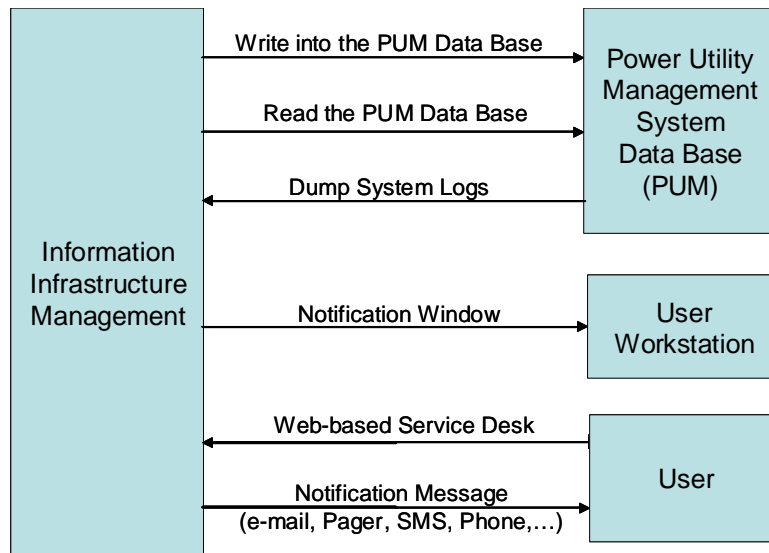 Information
Infrastructure
Management
Write into the PUM Data Base
Read the PUM Data Base
Dump System Logs
Power Utility
Management
System
Data Base
(PUM)
Notification Window
User
Workstation
Web-based Service Desk
Notification Message
(e-mail, Pager, SMS, Phone,...)
User